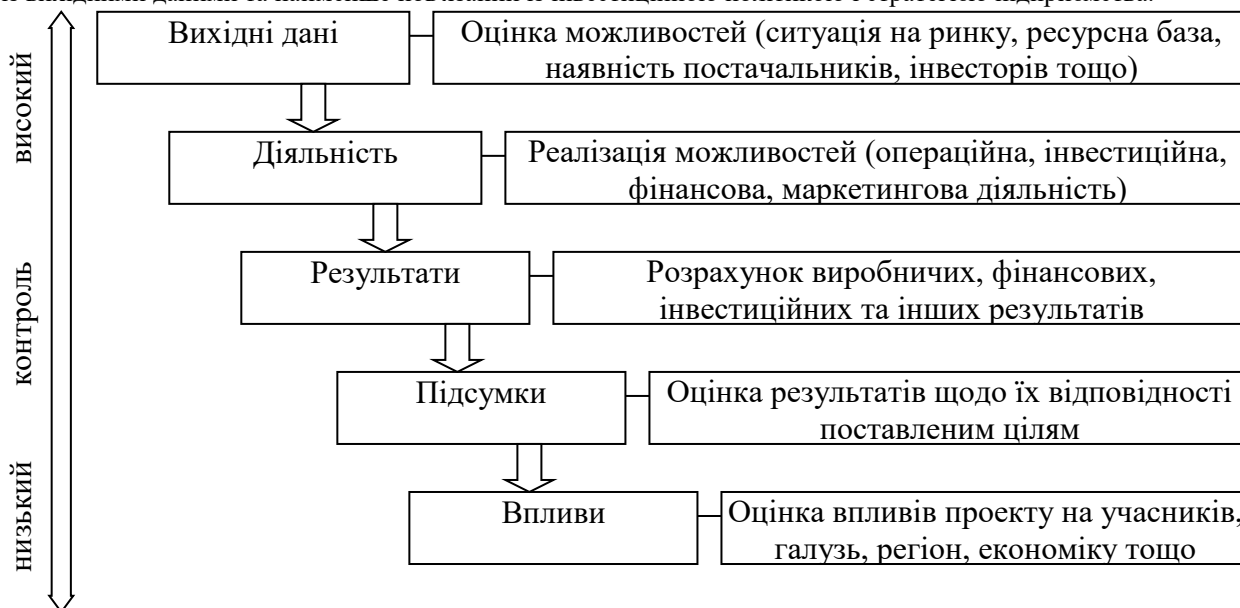 Вихідні дані
Оцінка можливостей (ситуація на ринку, ресурсна база,
наявність постачальників, інвесторів тощо)
високий
Діяльність
Реалізація можливостей (операційна, інвестиційна,
фінансова, маркетингова діяльність)
контроль
Результати
Розрахунок виробничих, фінансових,
інвестиційних та інших результатів
Підсумки
Оцінка результатів щодо їх відповідності
поставленим цілям
низький
Впливи
Оцінка впливів проекту на учасників,
галузь, регіон, економіку тощо